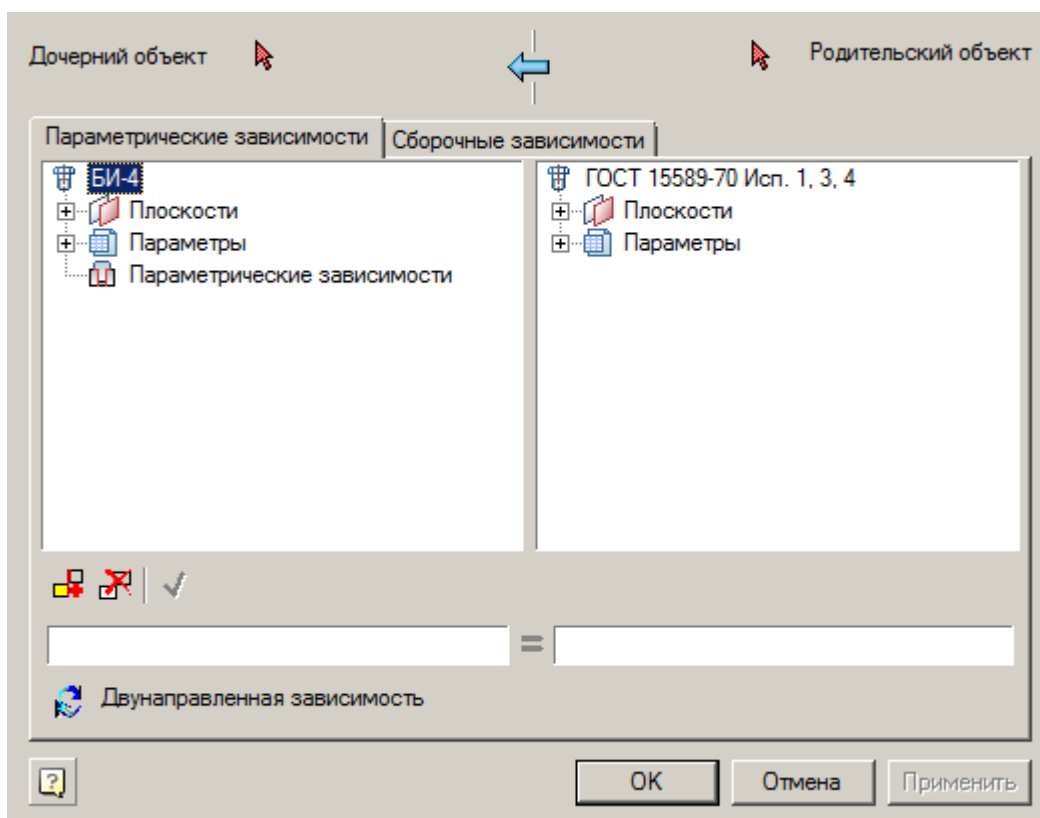 Дочерний объект
Родительский объект
Параметрические зависимости
Сборочные зависимости
БИ-4
Плоскости
Параметры
Параметрические зависимости
ГОСТ 15589-70 Исп. 1, 3, 4
Плоскости
Параметры
=
Двунаправленная зависимость
?
OK
Отмена
Применить